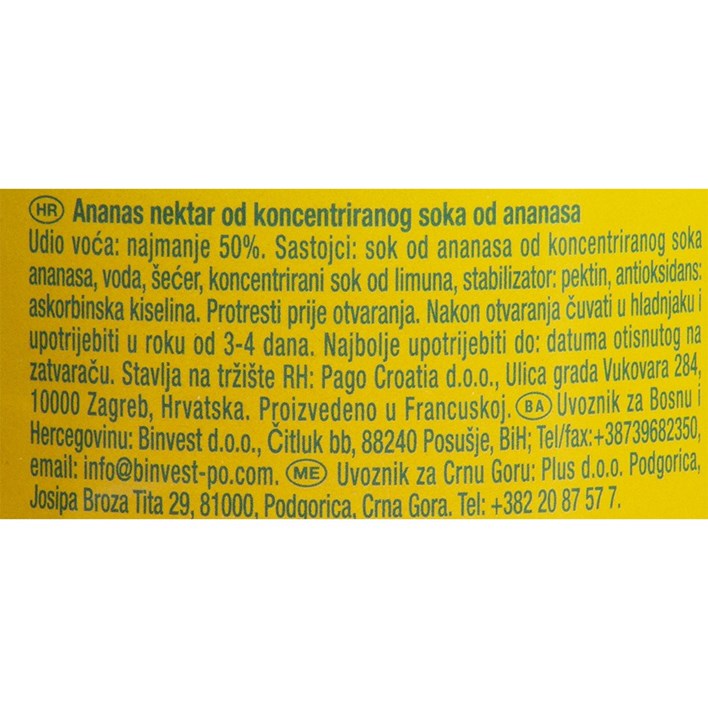 HR Ananas nektar od koncentriranog soka od ananasa
Udio voća: najmanje 50%. Sastojci: sok od ananasa od koncentriranog soka
ananasa, voda, šećer, koncentrirani sok od limuna, stabilizator: pektin, antioksidans:
askorbinska kiselina. Protresti prije otvaranja. Nakon otvaranja čuvati u hladnjaku i
upotrijebiti u roku od 3-4 dana. Najbolje upotrijebiti do: datuma otisnutog na
zatvaraču. Stavlja na tržište RH: Pago Croatia d.o.o., Ulica grada Vukovara 284,
10000 Zagreb, Hrvatska. Proizvedeno u Francuskoj. BA Uvoznik za Bosnu i
Hercegovinu: Binvest d.o.o., Čitluk bb, 88240 Posušje, BiH; Tel/fax:+38739682350,
email: info@binvest-po.com. ME Uvoznik za Crnu Goru: Plus d.o.o. Podgorica,
Josipa Broza Tita 29, 81000, Podgorica, Crna Gora. Tel: +382 20 87 57 7.